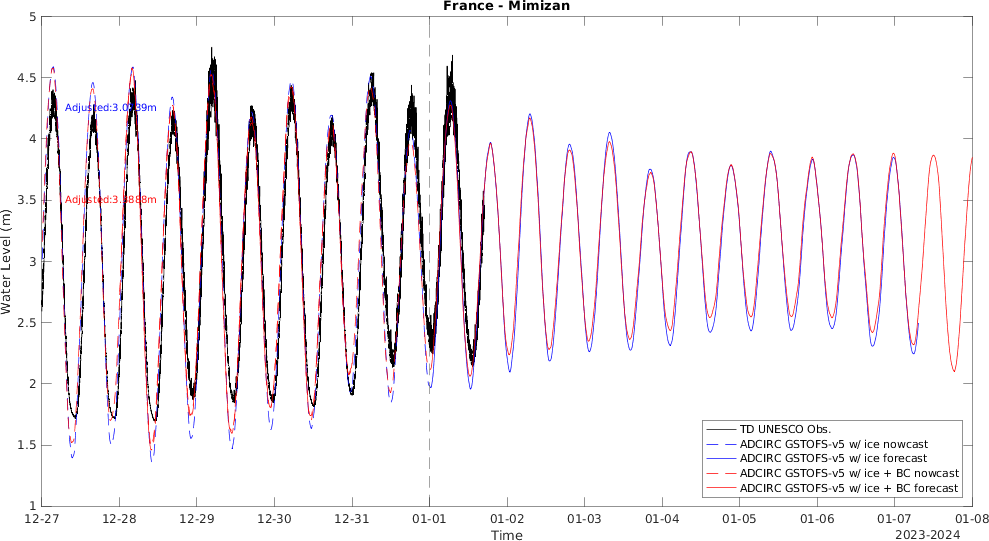 France - Mimizan
5
4.5
4
3.5
3
2.5
2
1.5
1
Water Level (m)
TD UNESCO Obs.
ADCIRC GSTOFS-v5 w/ ice nowcast
ADCIRC GSTOFS-v5 w/ ice forecast
ADCIRC GSTOFS-v5 w/ ice + BC nowcast
ADCIRC GSTOFS-v5 w/ ice + BC forecast
12-27 12-28 12-29 12-30 12-31 01-01 01-02 01-03 01-04 01-05 01-06 01-07 01-08
Time
2023-2024